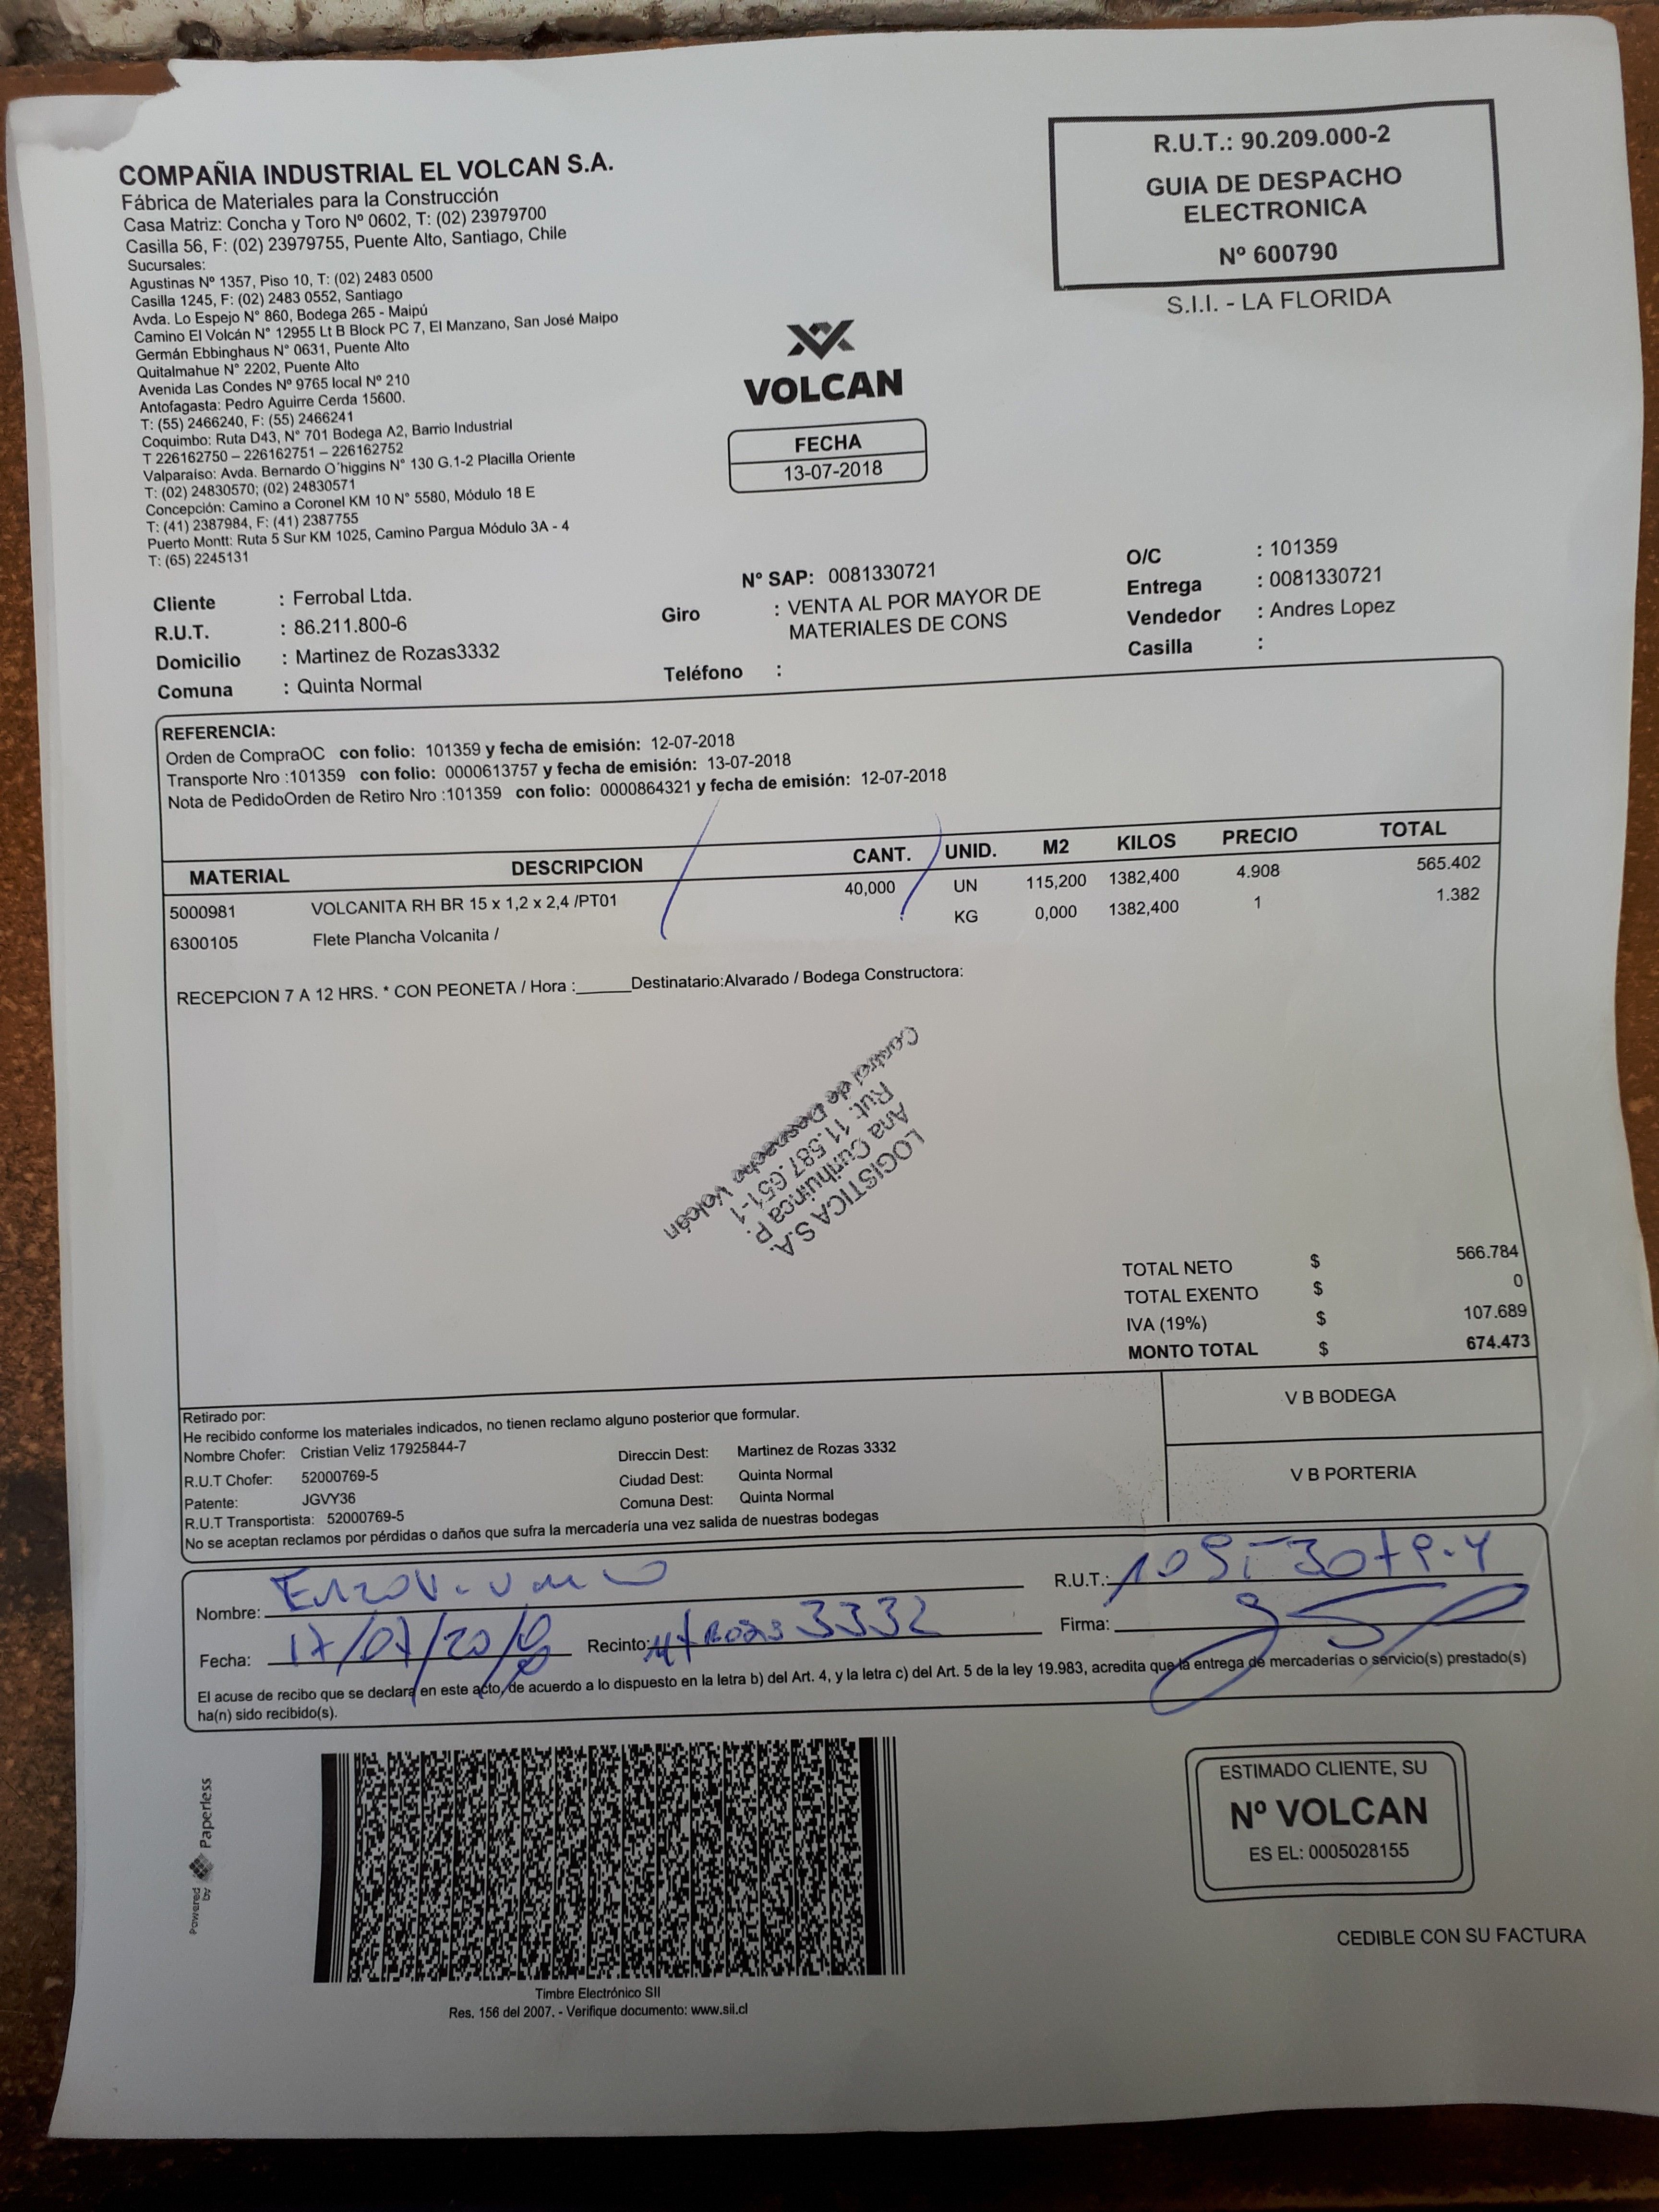 COMPAÑIA INDUSTRIAL EL VOLCAN S.A.
Fábrica de Materiales para la Construcción
Casa Matriz: Concha y Toro Nº 0602, T: (02) 23979700
Casilla 56, F: (02) 23979755, Puente Alto, Santiago, Chile
Sucursales:
Agustinas Nº 1357, Piso 10, T: (02) 2483 0500
Casilla 1245, F: (02) 2483 0552, Santiago
Avda. Lo Espejo N° 860, Bodega 265 - Maipú
Camino El Volcán N° 12955 Lt B Block PC 7, El Manzano, San José Maipo
Germán Ebbinghaus N° 0631, Puente Alto
Quitalmahue N° 2202, Puente Alto
Avenida Las Condes Nº 9765 local Nº 210
Antofagasta: Pedro Aguirre Cerda 15600.
T: (55) 2466240, F: (55) 2466241
Coquimbo: Ruta D43, N° 701 Bodega A2, Barrio Industrial
T 226162750 – 226162751 – 226162752
Valparaíso: Avda. Bernardo O´higgins N° 130 G.1-2 Placilla Oriente
T: (02) 24830570; (02) 24830571
Concepción: Camino a Coronel KM 10 N° 5580, Módulo 18 E
T: (41) 2387984, F: (41) 2387755
Puerto Montt: Ruta 5 Sur KM 1025, Camino Pargua Módulo 3A - 4
T: (65) 2245131
R.U.T.: 90.209.000-2
GUIA DE DESPACHO
ELECTRONICA
Nº 600790
S.I.I. - LA FLORIDA
VOLCAN
FECHA
13-07-2018
Cliente : Ferrobal Ltda.
R.U.T. : 86.211.800-6
Domicilio : Martinez de Rozas3332
Comuna : Quinta Normal
Nº SAP: 0081330721
Giro : VENTA AL POR MAYOR DE
MATERIALES DE CONS
Teléfono :
O/C : 101359
Entrega : 0081330721
Vendedor : Andres Lopez
Casilla :
REFERENCIA:
Orden de CompraOC con folio: 101359 y fecha de emisión: 12-07-2018
Transporte Nro :101359 con folio: 0000613757 y fecha de emisión: 13-07-2018
Nota de PedidoOrden de Retiro Nro :101359 con folio: 0000864321 y fecha de emisión: 12-07-2018
MATERIAL DESCRIPCION CANT. UNID. M2 KILOS PRECIO TOTAL
5000981 VOLCANITA RH BR 15 x 1,2 x 2,4 /PT01 40,000 UN 115,200 1382,400 4.908 565.402
6300105 Flete Plancha Volcanita / KG 0,000 1382,400 1 1.382
RECEPCION 7 A 12 HRS. * CON PEONETA / Hora :______Destinatario:Alvarado / Bodega Constructora:
LOGISTICA S.A.
Ana Curihuinca P.
Rut: 11.587.651-1
Control de Despacho Volcán
TOTAL NETO $ 566.784
TOTAL EXENTO $ 0
IVA (19%) $ 107.689
MONTO TOTAL $ 674.473
Retirado por:
He recibido conforme los materiales indicados, no tienen reclamo alguno posterior que formular.
Nombre Chofer: Cristian Veliz 17925844-7
R.U.T Chofer: 52000769-5
Patente: JGVY36
R.U.T Transportista: 52000769-5
Direccin Dest: Martinez de Rozas 3332
Ciudad Dest: Quinta Normal
Comuna Dest: Quinta Normal
No se aceptan reclamos por pérdidas o daños que sufra la mercadería una vez salida de nuestras bodegas
V B BODEGA
V B PORTERIA
Nombre: Enzo
R.U.T.:
Fecha: 17/07/2018 Recinto: 3332
Firma:
El acuse de recibo que se declara en este acto, de acuerdo a lo dispuesto en la letra b) del Art. 4, y la letra c) del Art. 5 de la ley 19.983, acredita que la entrega de mercaderías o servicio(s) prestado(s)
ha(n) sido recibido(s).
Powered by Paperless
Timbre Electrónico SII
Res. 156 del 2007. - Verifique documento: www.sii.cl
ESTIMADO CLIENTE, SU
Nº VOLCAN
ES EL: 0005028155
CEDIBLE CON SU FACTURA